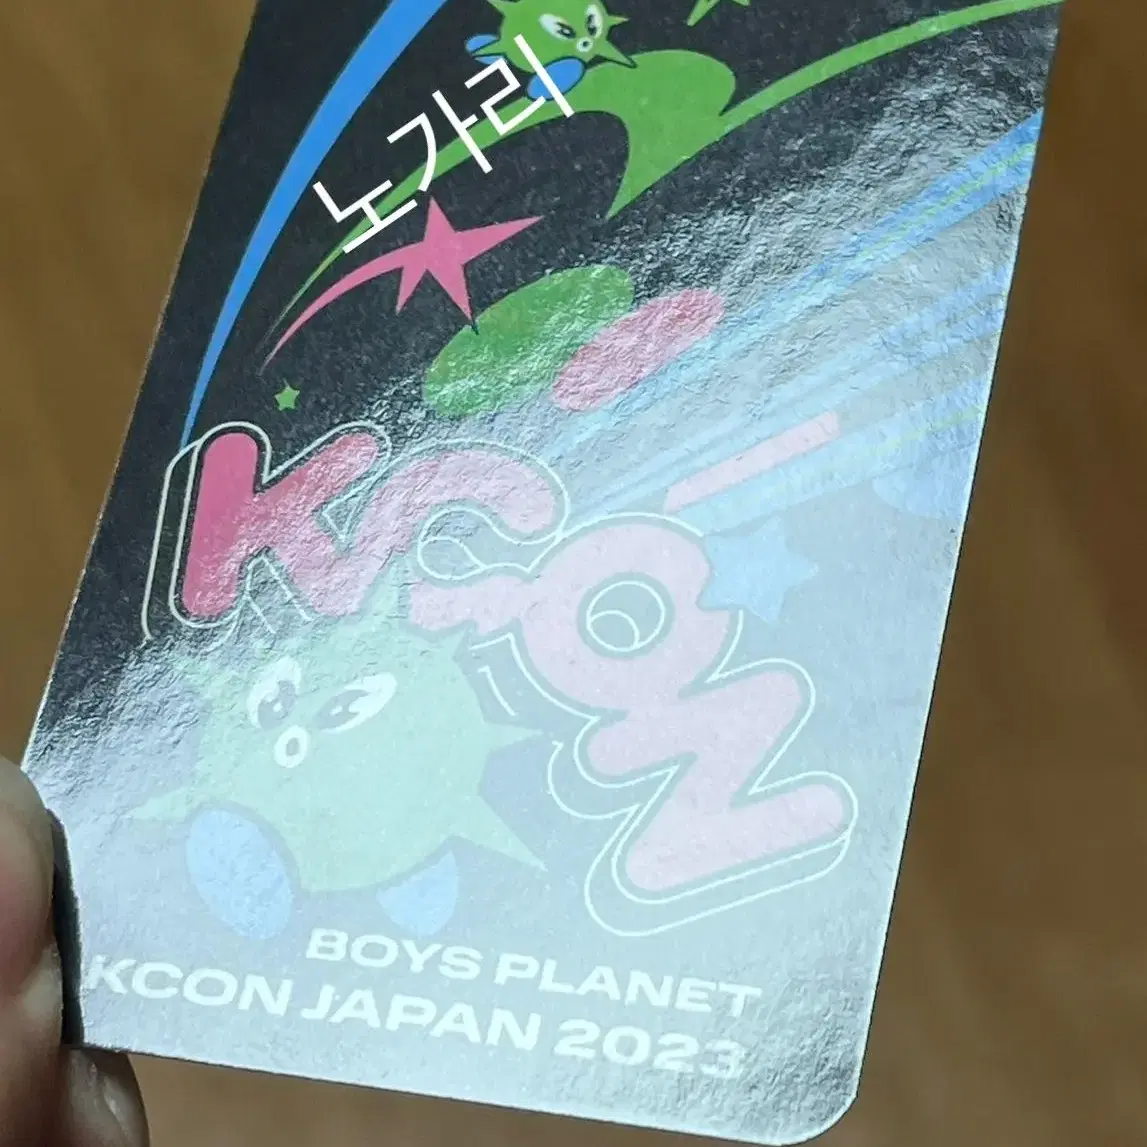 노가리
KCON
BOYS PLANET
KCON JAPAN 2023